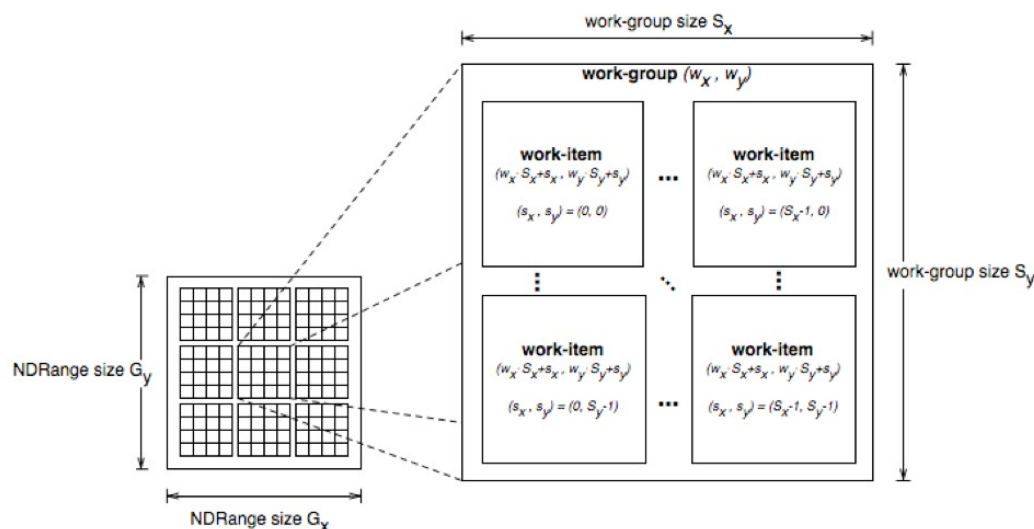 work-group size Sx
work-group (wx , wy)
work-item
(wx· Sx+sx , wy· Sy+sy)
(sx , sy) = (0, 0)
...
work-item
(wx· Sx+sx , wy· Sy+sy)
(sx , sy) = (Sx-1, 0)
work-group size Sy
work-item
(wx· Sx+sx , wy· Sy+sy)
(sx , sy) = (0, Sy-1)
...
work-item
(wx· Sx+sx , wy· Sy+sy)
(sx , sy) = (Sx-1, Sy-1)
NDRange size Gy
NDRange size Gx